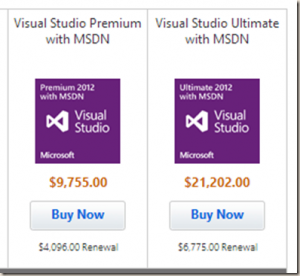 Visual Studio Premium
with MSDN
Premium 2012
with MSDN
Visual
Studio
Microsoft
$9,755.00
Buy Now
$4,096.00 Renewal
Visual Studio Ultimate
with MSDN
Ultimate 2012
with MSDN
Visual
Studio
Microsoft
$21,202.00
Buy Now
$6,775.00 Renewal